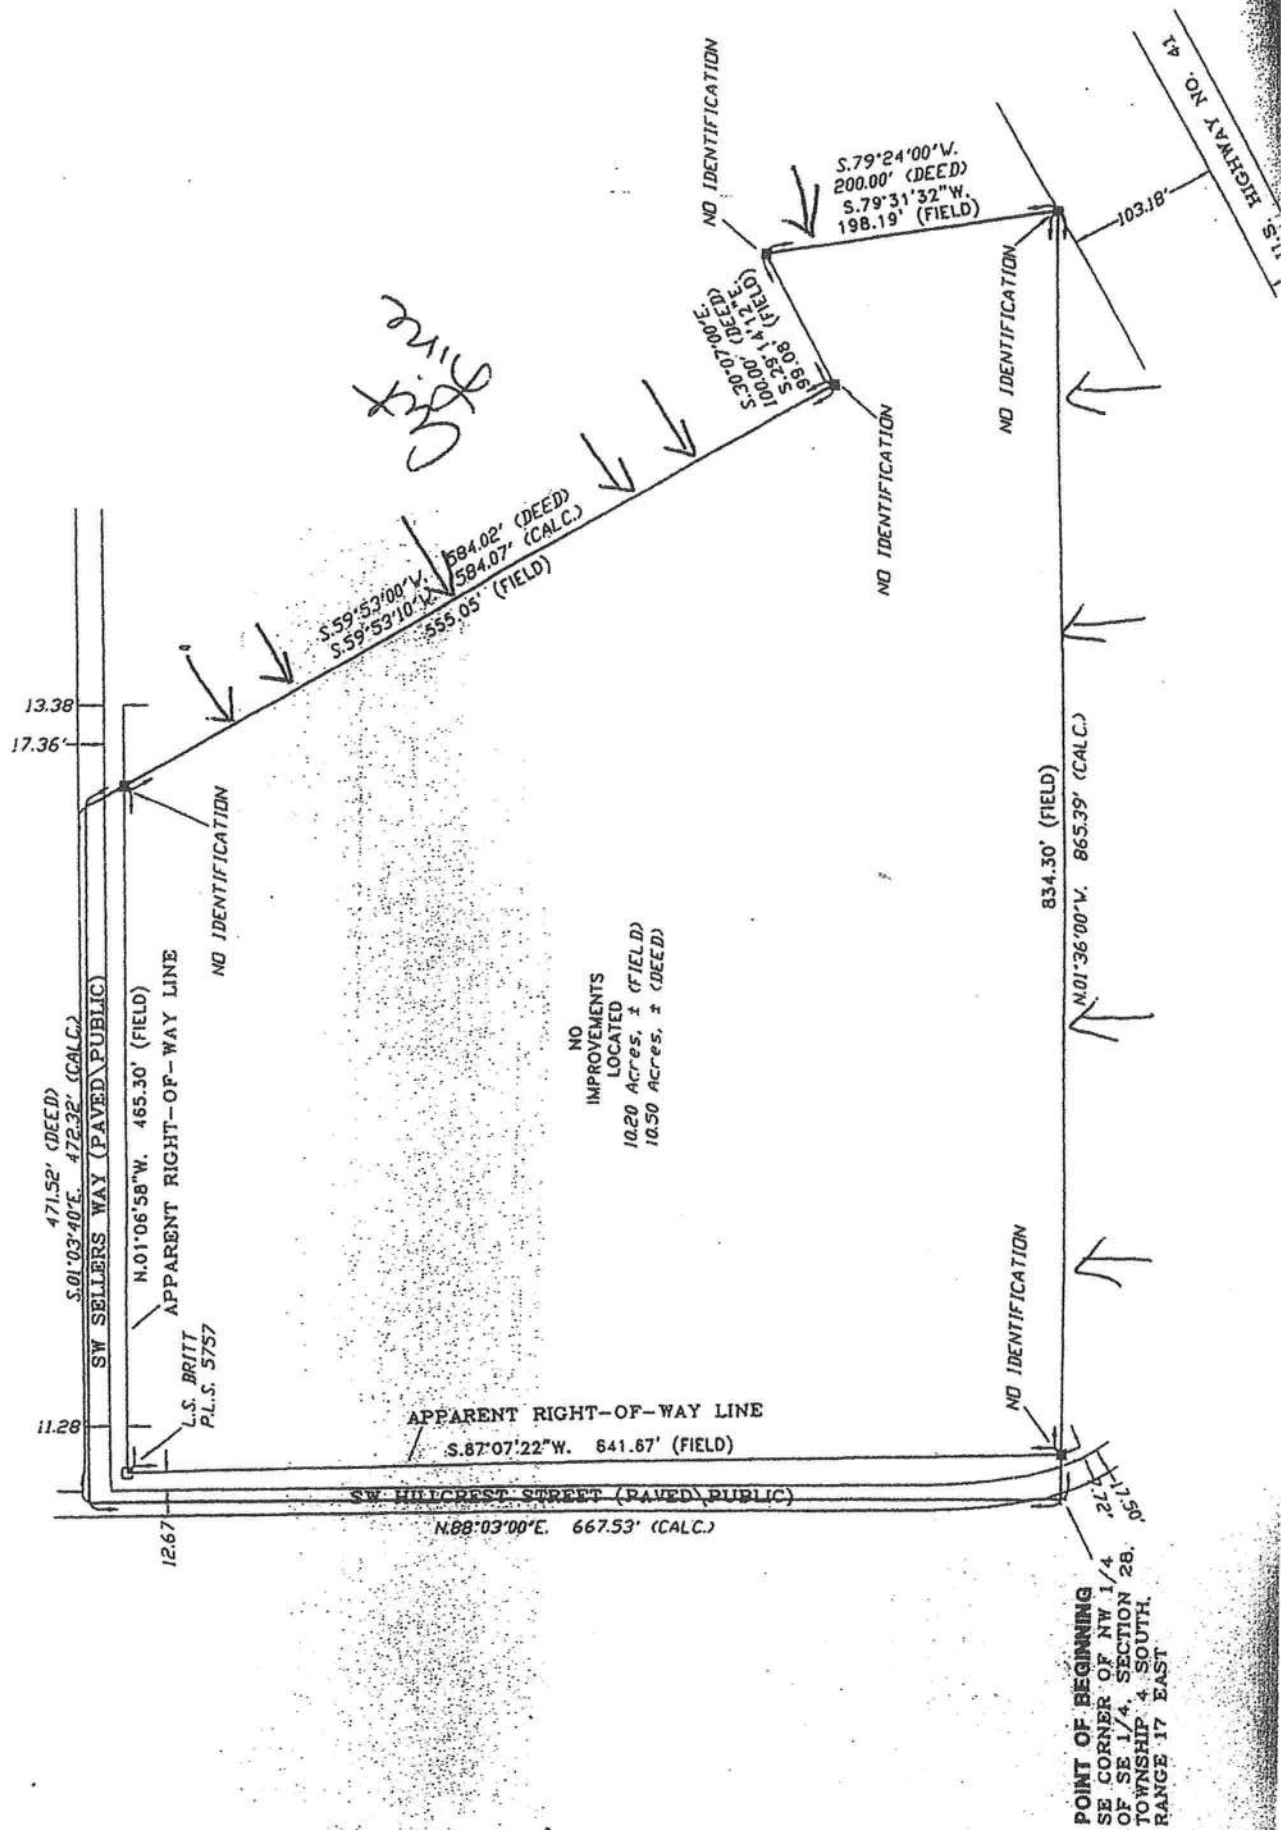 NO IDENTIFICATION
U.S. HIGHWAY NO. 41
S.79°24'00"W.
200.00' (DEED)
S.79°31'32"W.
198.19' (FIELD)
103.18'
NO IDENTIFICATION
S.30°07'00"E.
100.00' (DEED)
S.29°14'12"E.
99.08' (FIELD)
NO IDENTIFICATION
S.59°53'00"W. 584.02' (DEED)
S.59°53'10"W. 584.07' (CALC.)
555.05' (FIELD)
13.38
17.36'
NO IDENTIFICATION
471.52' (DEED)
S.01°03'40"E. 472.32' (CALC.)
SW SELLERS WAY (PAVED\PUBLIC)
N.01°06'58"W. 465.30' (FIELD)
APPARENT RIGHT-OF-WAY LINE
11.28
L.S. BRITT
P.L.S. 5757
12.67
NO
IMPROVEMENTS
LOCATED
10.20 Acres, ± (FIELD)
10.50 Acres, ± (DEED)
834.30' (FIELD)
N.01°36'00"W. 865.39' (CALC.)
APPARENT RIGHT-OF-WAY LINE
S.87°07'22"W. 641.67' (FIELD)
SW HILLCREST STREET (PAVED\PUBLIC)
N.88°03'00"E. 667.53' (CALC.)
NO IDENTIFICATION
17.50'
POINT OF BEGINNING
SE CORNER OF NW 1/4
OF SE 1/4, SECTION 28,
TOWNSHIP 4 SOUTH,
RANGE 17 EAST